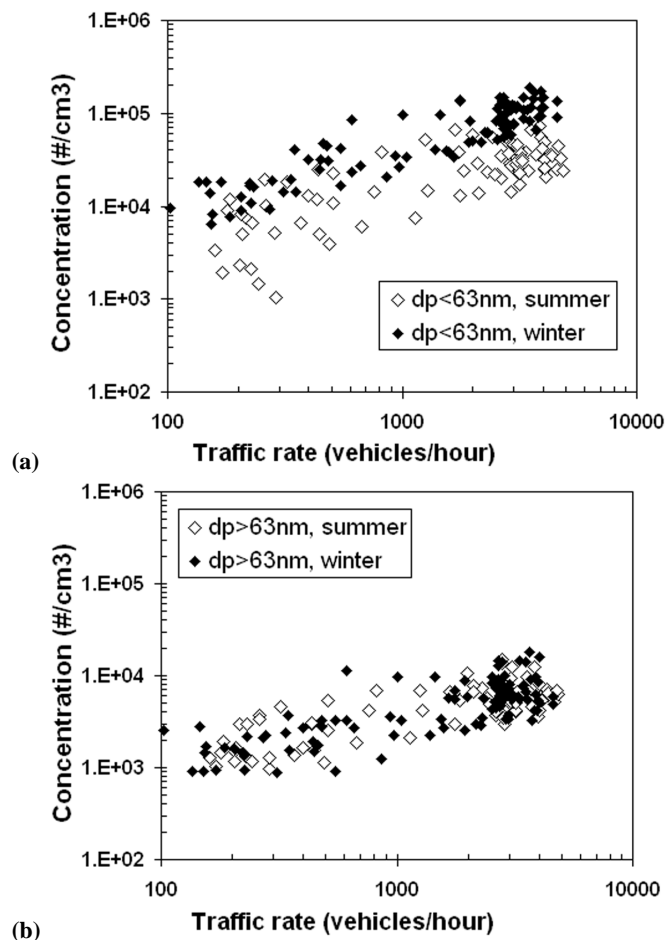 1.E+06
1.E+05
1.E+04
1.E+03
1.E+02
Concentration (#/cm3)
dp<63nm, summer
dp<63nm, winter
100
1000
10000
(a)
Traffic rate (vehicles/hour)
1.E+06
1.E+05
1.E+04
1.E+03
1.E+02
Concentration (#/cm3)
dp>63nm, summer
dp>63nm, winter
100
1000
10000
(b)
Traffic rate (vehicles/hour)